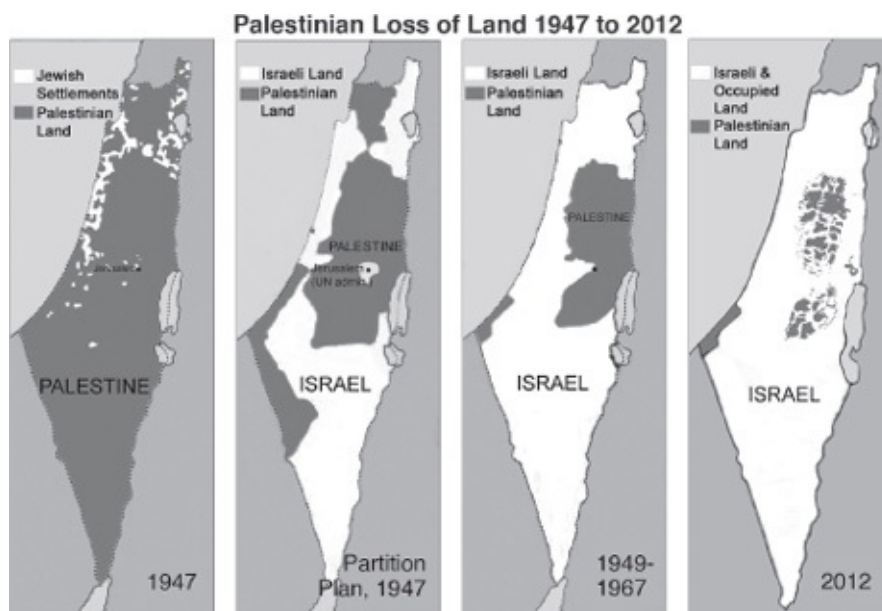 Palestinian Loss of Land 1947 to 2012
Jewish
Settlements
Palestinian
Land
PALESTINE
1947
Israeli Land
Palestinian
Land
PALESTINE
Jerusalem
(UN admin.)
ISRAEL
Partition
Plan, 1947
Israeli Land
Palestinian
Land
PALESTINE
ISRAEL
1949-
1967
Israeli &
Occupied
Land
Palestinian
Land
ISRAEL
2012